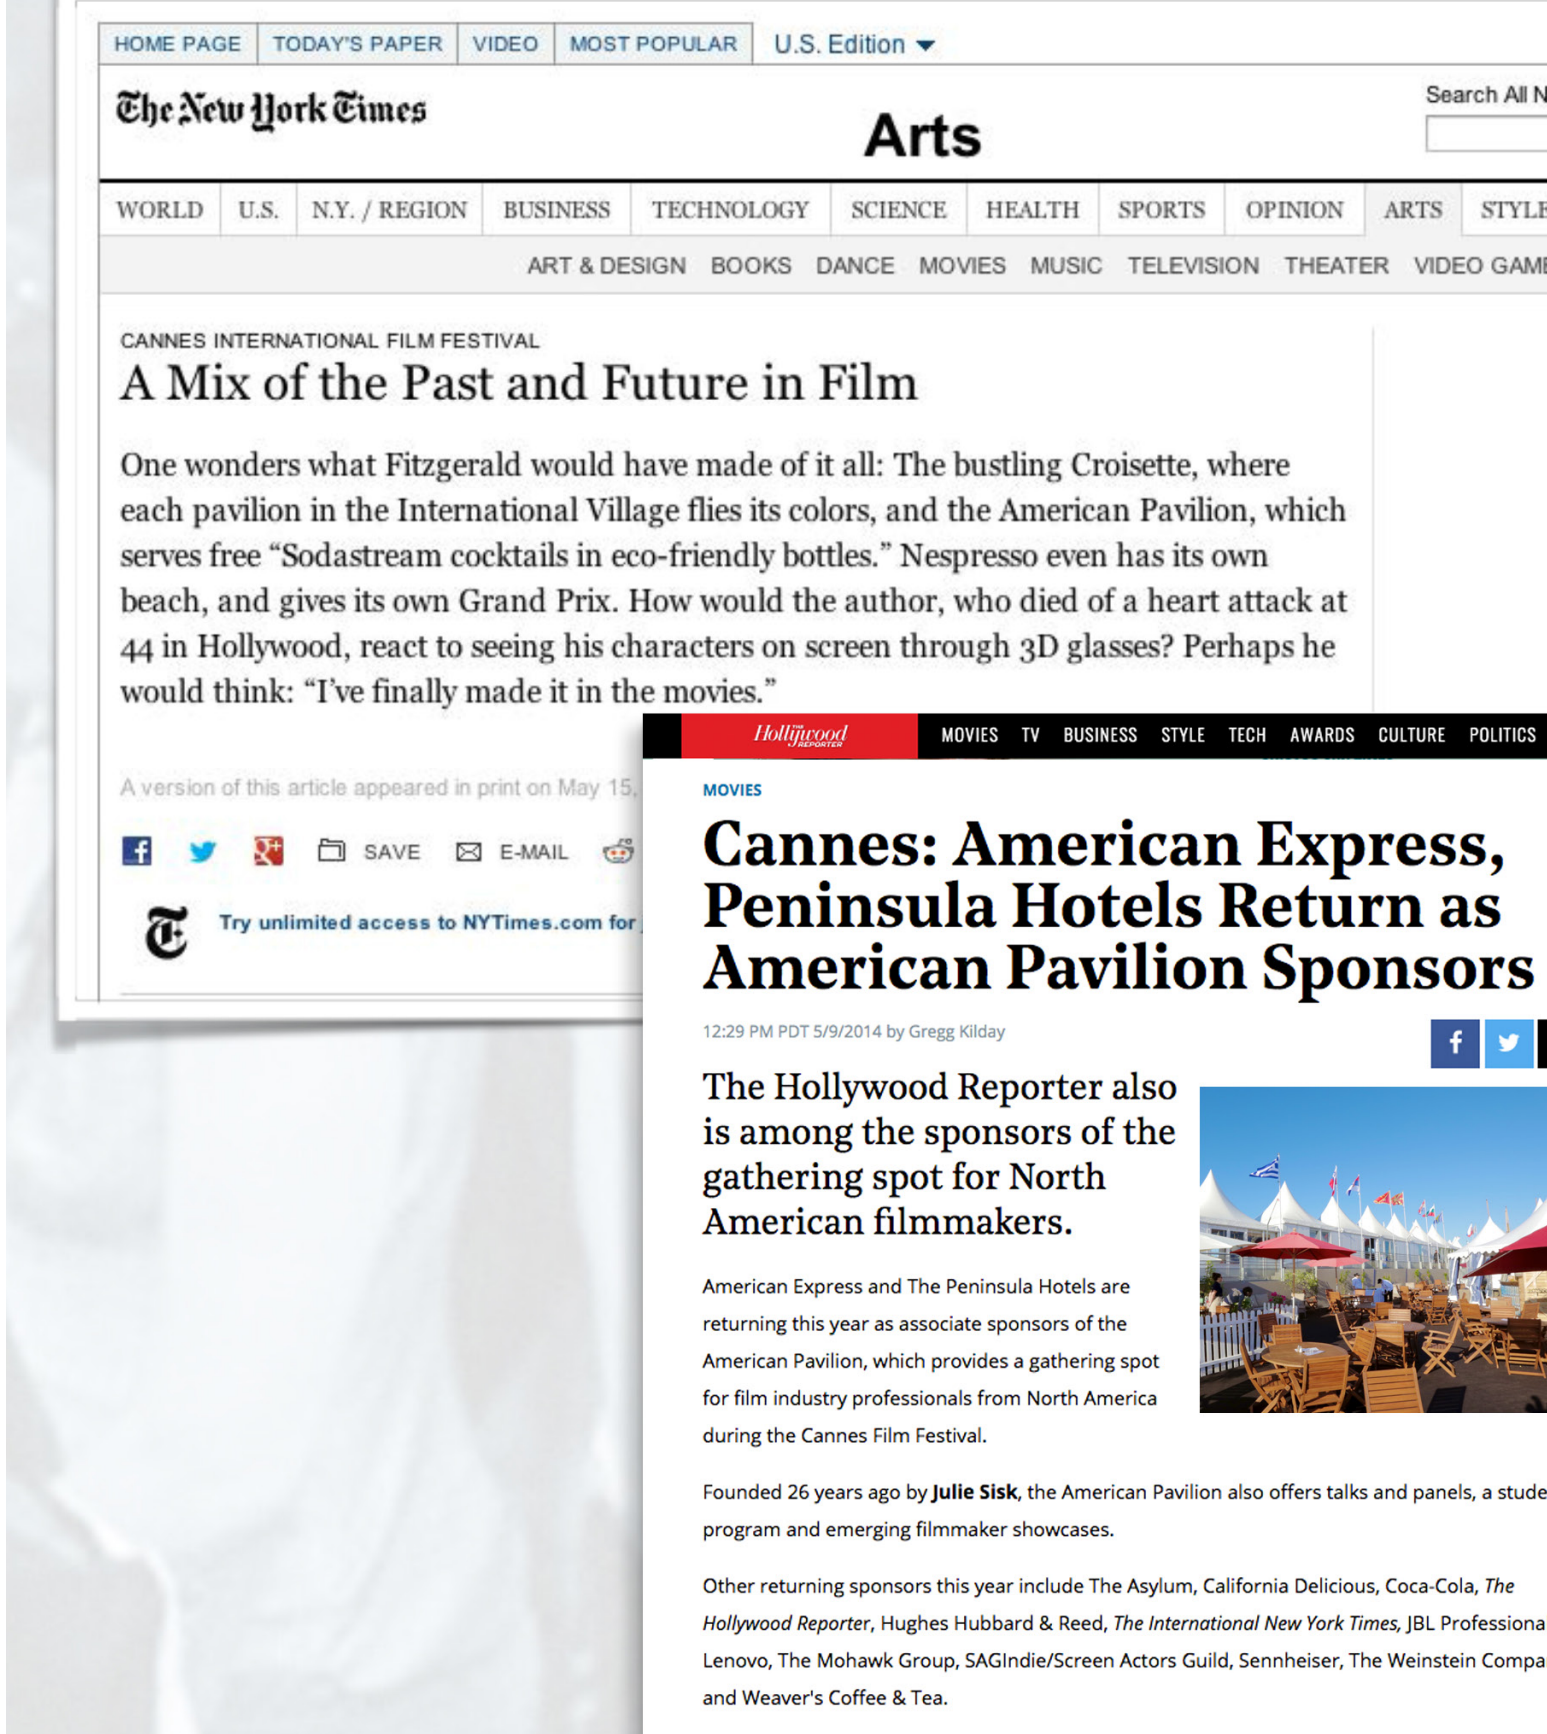 HOME PAGE TODAY'S PAPER VIDEO MOST POPULAR U.S. Edition
The New York Times
Arts
Search All
WORLD U.S. N.Y. / REGION BUSINESS TECHNOLOGY SCIENCE HEALTH SPORTS OPINION ARTS STYLE
ART & DESIGN BOOKS DANCE MOVIES MUSIC TELEVISION THEATER VIDEO
CANNES INTERNATIONAL FILM FESTIVAL
A Mix of the Past and Future in Film
One wonders what Fitzgerald would have made of it all: The bustling Croisette, where
each pavilion in the International Village flies its colors, and the American Pavilion, which
serves free “Sodastream cocktails in eco-friendly bottles.” Nespresso even has its own
beach, and gives its own Grand Prix. How would the author, who died of a heart attack at
44 in Hollywood, react to seeing his characters on screen through 3D glasses? Perhaps he
would think: “I’ve finally made it in the movies.”
A version of this article appeared in print on May 15,
SAVE E-MAIL
Try unlimited access to NYTimes.com for
The Hollywood REPORTER MOVIES TV BUSINESS STYLE TECH AWARDS CULTURE POLITICS
MOVIES
Cannes: American Express,
Peninsula Hotels Return as
American Pavilion Sponsors
12:29 PM PDT 5/9/2014 by Gregg Kilday
The Hollywood Reporter also
is among the sponsors of the
gathering spot for North
American filmmakers.
American Express and The Peninsula Hotels are
returning this year as associate sponsors of the
American Pavilion, which provides a gathering spot
for film industry professionals from North America
during the Cannes Film Festival.
Founded 26 years ago by Julie Sisk, the American Pavilion also offers talks and panels, a
program and emerging filmmaker showcases.
Other returning sponsors this year include The Asylum, California Delicious, Coca-Cola, The
Hollywood Reporter, Hughes Hubbard & Reed, The International New York Times, JBL
Lenovo, The Mohawk Group, SAGIndie/Screen Actors Guild, Sennheiser, The Weinstein
and Weaver's Coffee & Tea.